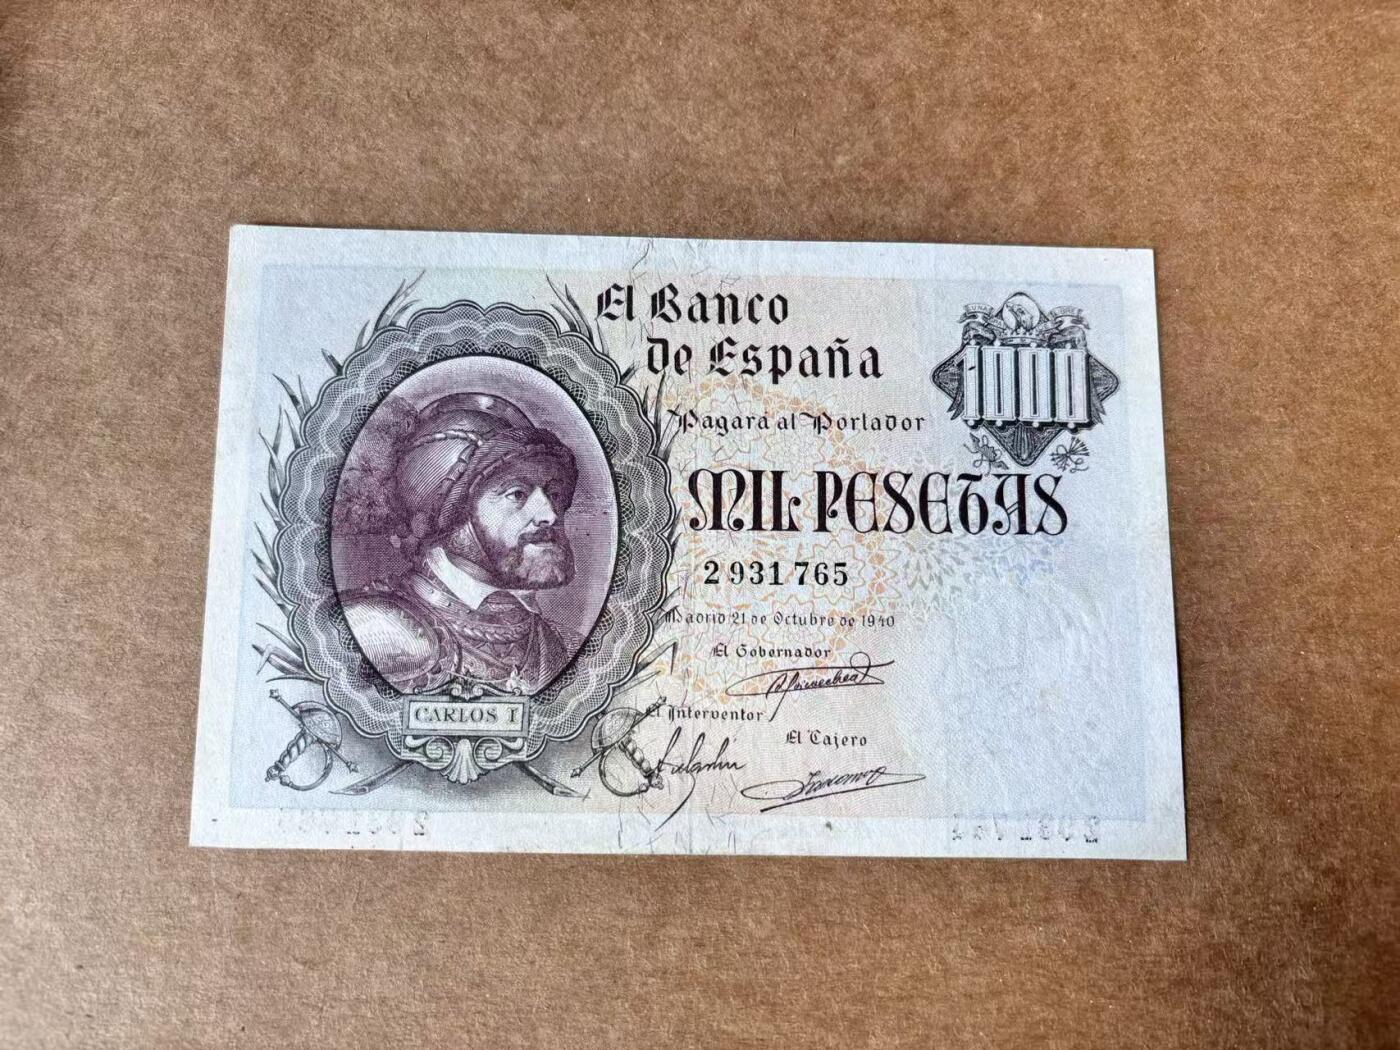 El Banco
de España
1000
Pagará al Portador
MIL PESETAS
2931765
Madrid 21 de Octubre de 1940
El Gobernador
CARLOS I
El Interventor
El Cajero